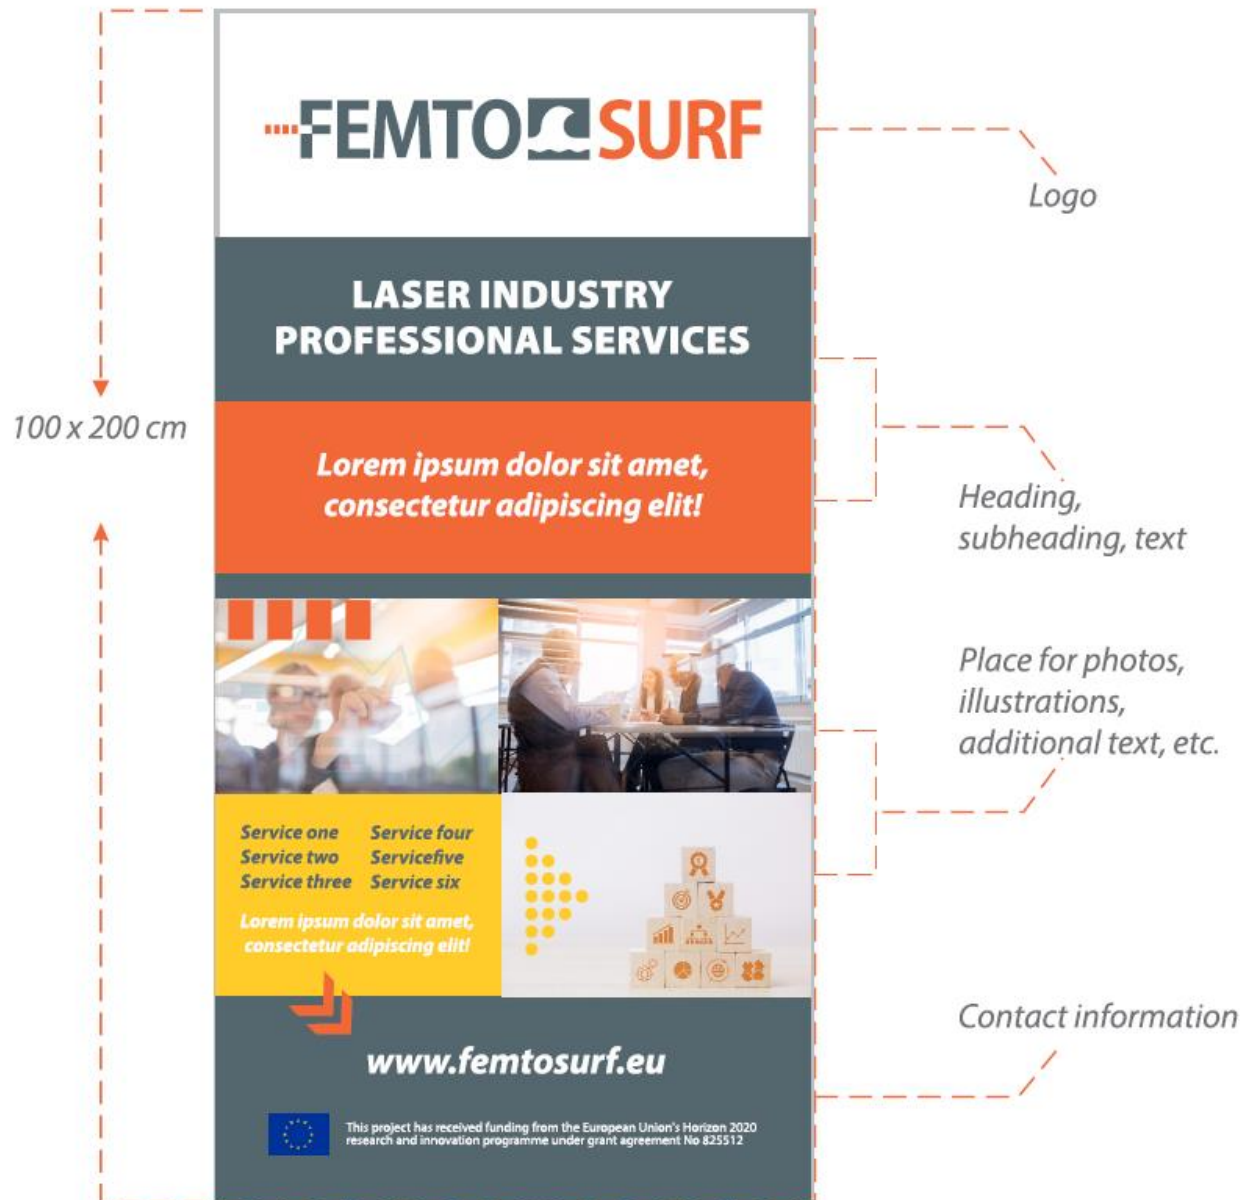 FEMTO SURF
Logo
LASER INDUSTRY
PROFESSIONAL SERVICES
100 x 200 cm
Lorem ipsum dolor sit amet,
consectetur adipiscing elit!
Heading,
subheading, text
Place for photos,
illustrations,
additional text, etc.
Service one
Service two
Service three
Service four
Servicefive
Service six
Lorem ipsum dolor sit amet,
consectetur adipiscing elit!
Contact information
www.femtosurf.eu
This project has received funding from the European Union's Horizon 2020
research and innovation programme under grant agreement No 825512